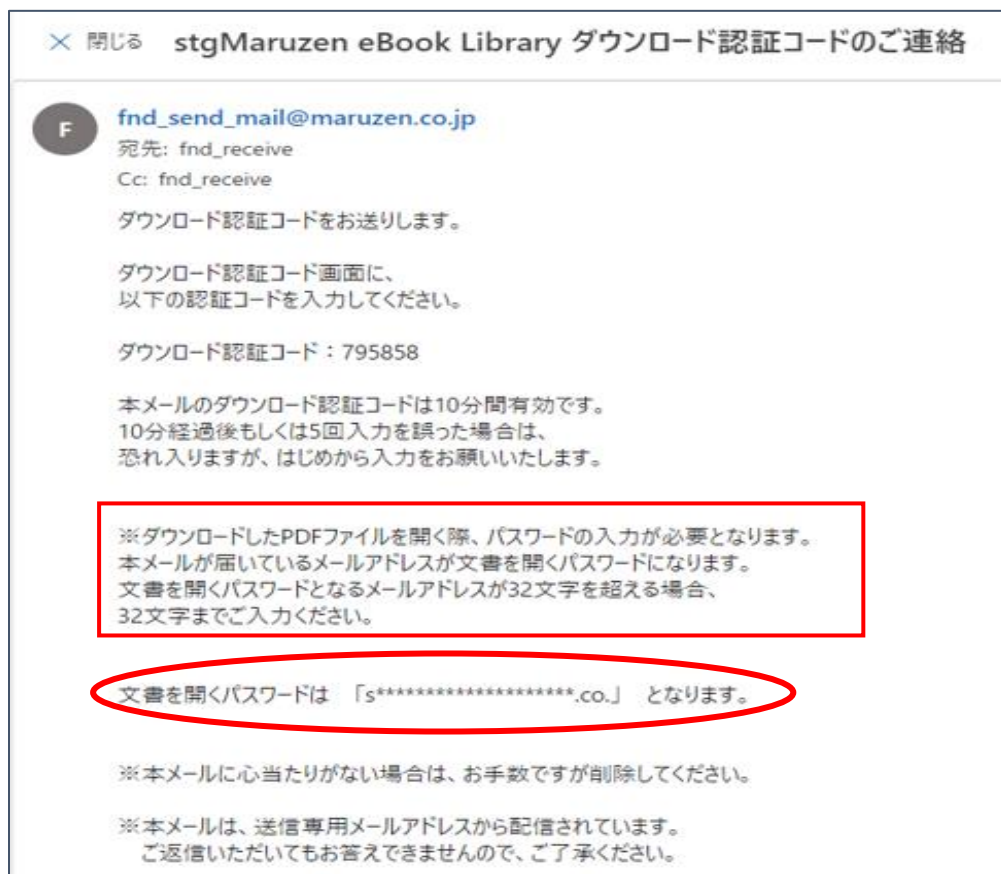 × 閉じる stgMaruzen eBook Library ダウンロード認証コードのご連絡
F
fnd_send_mail@maruzen.co.jp
宛先: fnd_receive
Cc: fnd_receive
ダウンロード認証コードをお送りします。
ダウンロード認証コード画面に、
以下の認証コードを入力してください。
ダウンロード認証コード：795858
本メールのダウンロード認証コードは10分間有効です。
10分経過後もしくは5回入力を誤った場合は、
恐れ入りますが、はじめから入力をお願いいたします。
※ダウンロードしたPDFファイルを開く際、パスワードの入力が必要となります。
本メールが届いているメールアドレスが文書を開くパスワードになります。
文書を開くパスワードとなるメールアドレスが32文字を超える場合、
32文字までご入力ください。
文書を開くパスワードは 「s********************.co.」 となります。
※本メールに心当たりがない場合は、お手数ですが削除してください。
※本メールは、送信専用メールアドレスから配信されています。
ご返信いただいてもお答えできませんので、ご了承ください。